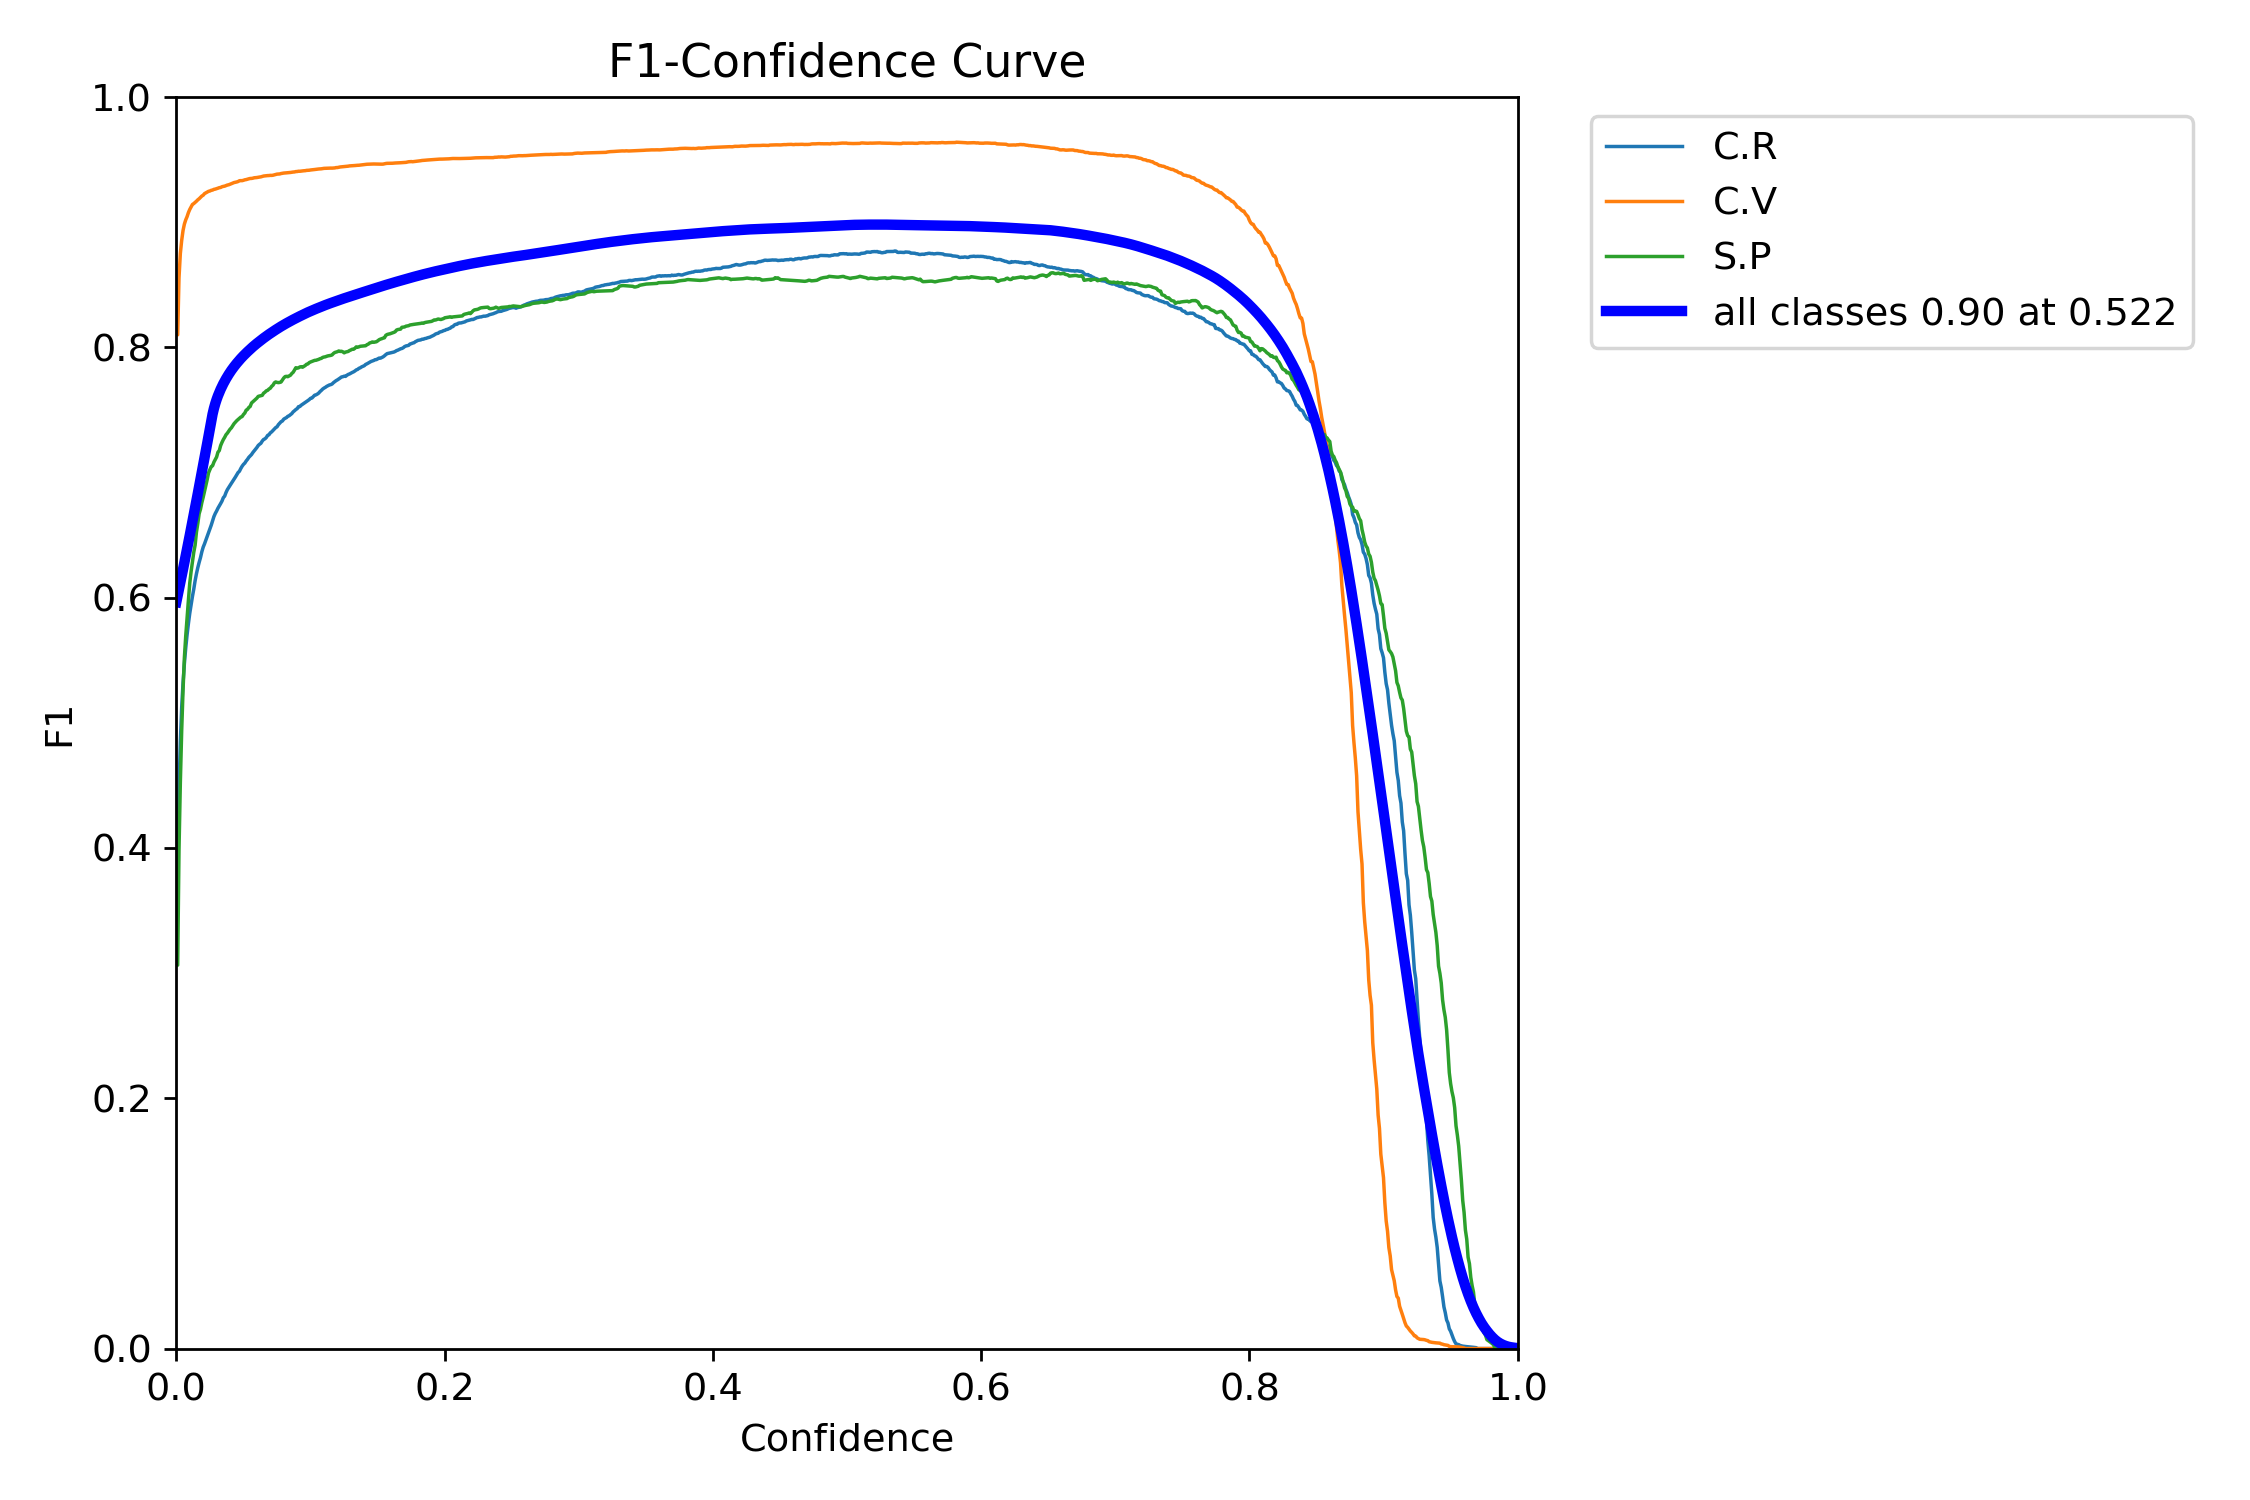 F1-Confidence Curve
1.0
0.8
0.6
0.4
0.2
0.0
F1
0.0 0.2 0.4 0.6 0.8 1.0
Confidence
C.R
C.V
S.P
all classes 0.90 at 0.522